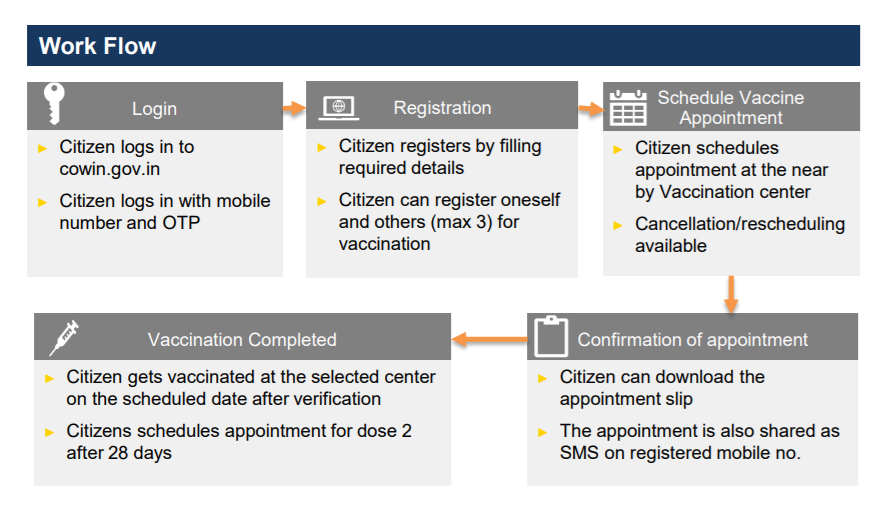 Work Flow
Login
Citizen logs in to
cowin.gov.in
Citizen logs in with mobile
number and OTP
Registration
Citizen registers by filling
required details
Citizen can register oneself
and others (max 3) for
vaccination
Schedule Vaccine
Appointment
Citizen schedules
appointment at the near
by Vaccination center
Cancellation/rescheduling
available
Confirmation of appointment
Citizen can download the
appointment slip
The appointment is also shared as
SMS on registered mobile no.
Vaccination Completed
Citizen gets vaccinated at the selected center
on the scheduled date after verification
Citizens schedules appointment for dose 2
after 28 days